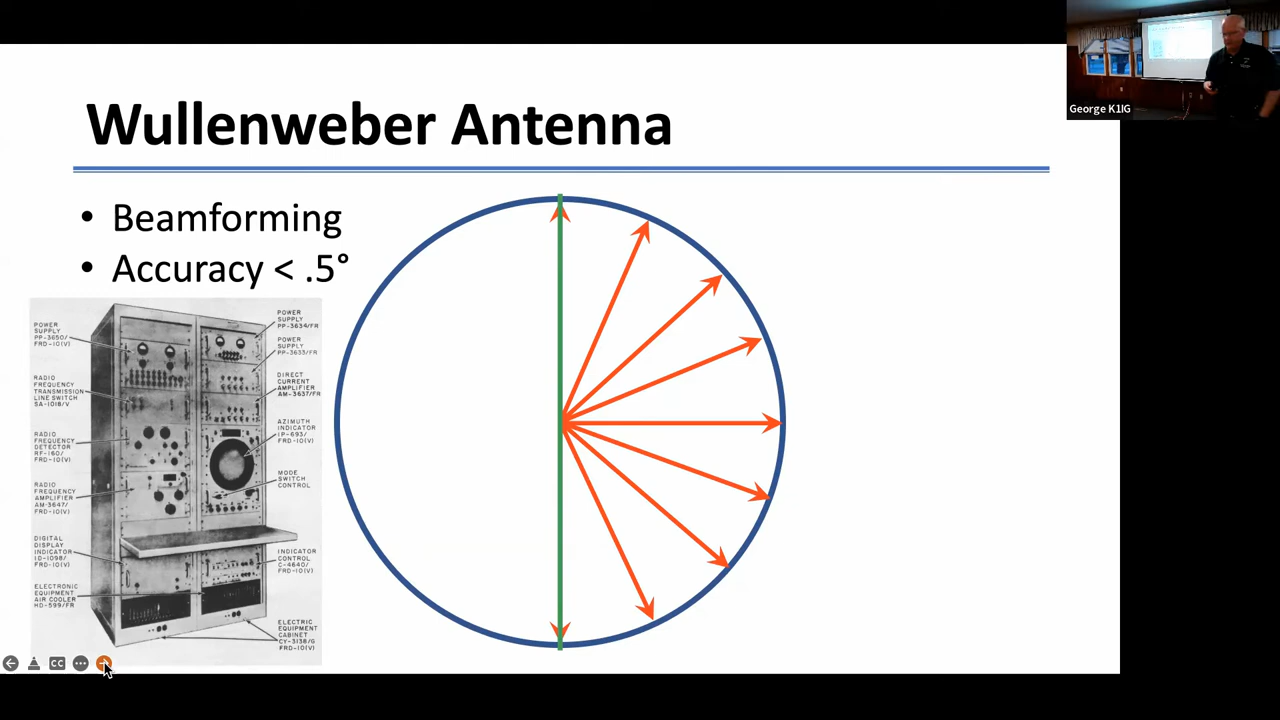 Wullenweber Antenna
George K1IG
• Beamforming
• Accuracy < .5°
POWER
SUPPLY
PP-3650/
FRD-10(V)
RADIO
FREQUENCY
TRANSMISSION
LINE SWITCH
SA-1018/V
RADIO
FREQUENCY
DETECTOR
RF-160/
FRD-10(V)
RADIO
FREQUENCY
AMPLIFIER
AM-3647/
FRD-10(V)
DIGITAL
DISPLAY
INDICATOR
ID-1098/
FRD-10(V)
ELECTRONIC
EQUIPMENT
AIR COOLER
HD-599/FR
POWER
SUPPLY
PP-3634/FR
POWER
SUPPLY
PP-3633/FR
DIRECT
CURRENT
AMPLIFIER
AM-3637/FR
AZIMUTH
INDICATOR
IP-693/
FRD-10(V)
MODE
SWITCH
CONTROL
INDICATOR
CONTROL
C-4640/
FRD-10(V)
ELECTRIC
EQUIPMENT
CABINET
CY-3138/G
FRD-10(V)
CC